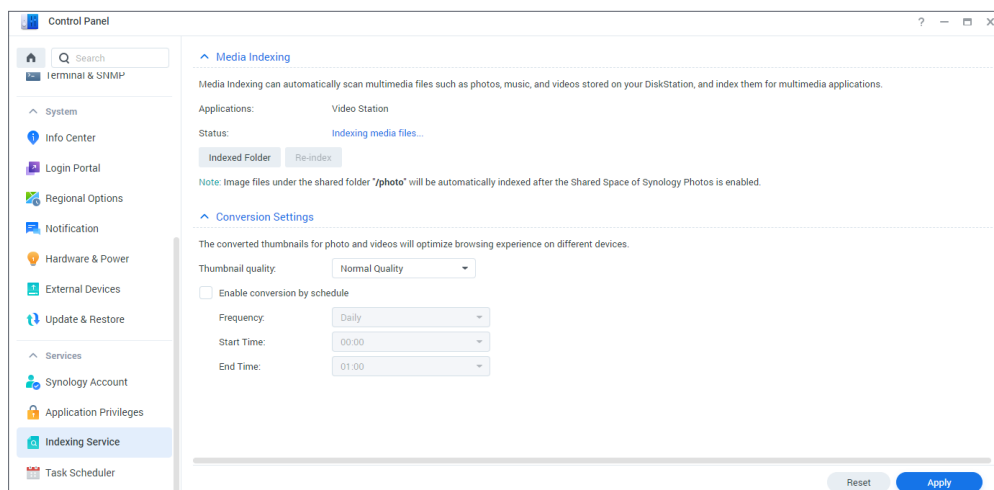 Control Panel
?
Search
Terminal & SNMP
System
Info Center
Login Portal
Regional Options
Notification
Hardware & Power
External Devices
Update & Restore
Services
Synology Account
Application Privileges
Indexing Service
Task Scheduler
Media Indexing
Media Indexing can automatically scan multimedia files such as photos, music, and videos stored on your DiskStation, and index them for multimedia applications.
Applications: Video Station
Status: Indexing media files...
Indexed Folder Re-index
Note: Image files under the shared folder "/photo" will be automatically indexed after the Shared Space of Synology Photos is enabled.
Conversion Settings
The converted thumbnails for photo and videos will optimize browsing experience on different devices.
Thumbnail quality: Normal Quality
Enable conversion by schedule
Frequency: Daily
Start Time: 00:00
End Time: 01:00
Reset Apply